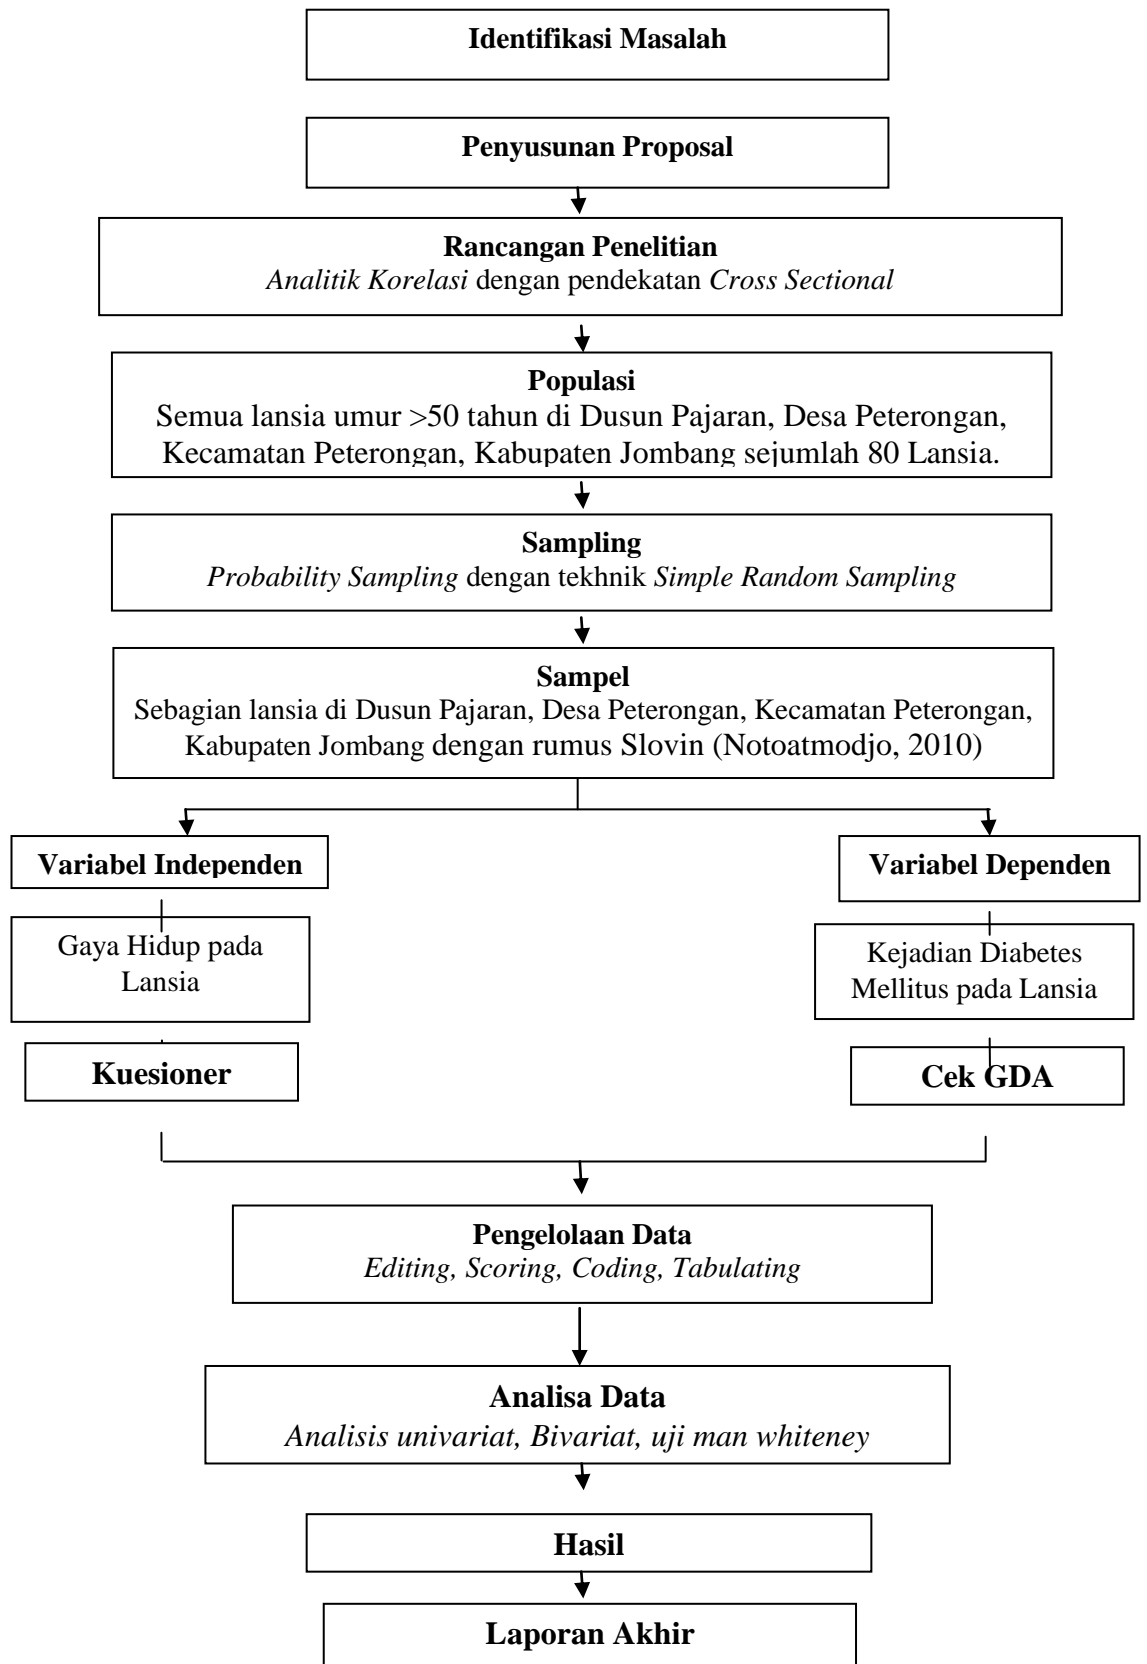 Identifikasi Masalah
Penyusunan Proposal
Rancangan Penelitian
Analitik Korelasi dengan pendekatan Cross Sectional
Populasi
Semua lansia umur >50 tahun di Dusun Pajaran, Desa Peterongan,
Kecamatan Peterongan, Kabupaten Jombang sejumlah 80 Lansia.
Sampling
Probability Sampling dengan tekhnik Simple Random Sampling
Sampel
Sebagian lansia di Dusun Pajaran, Desa Peterongan, Kecamatan Peterongan,
Kabupaten Jombang dengan rumus Slovin (Notoatmodjo, 2010)
Variabel Independen
Variabel Dependen
Gaya Hidup pada
Lansia
Kejadian Diabetes
Mellitus pada Lansia
Kuesioner
Cek GDA
Pengelolaan Data
Editing, Scoring, Coding, Tabulating
Analisa Data
Analisis univariat, Bivariat, uji man whiteney
Hasil
Laporan Akhir